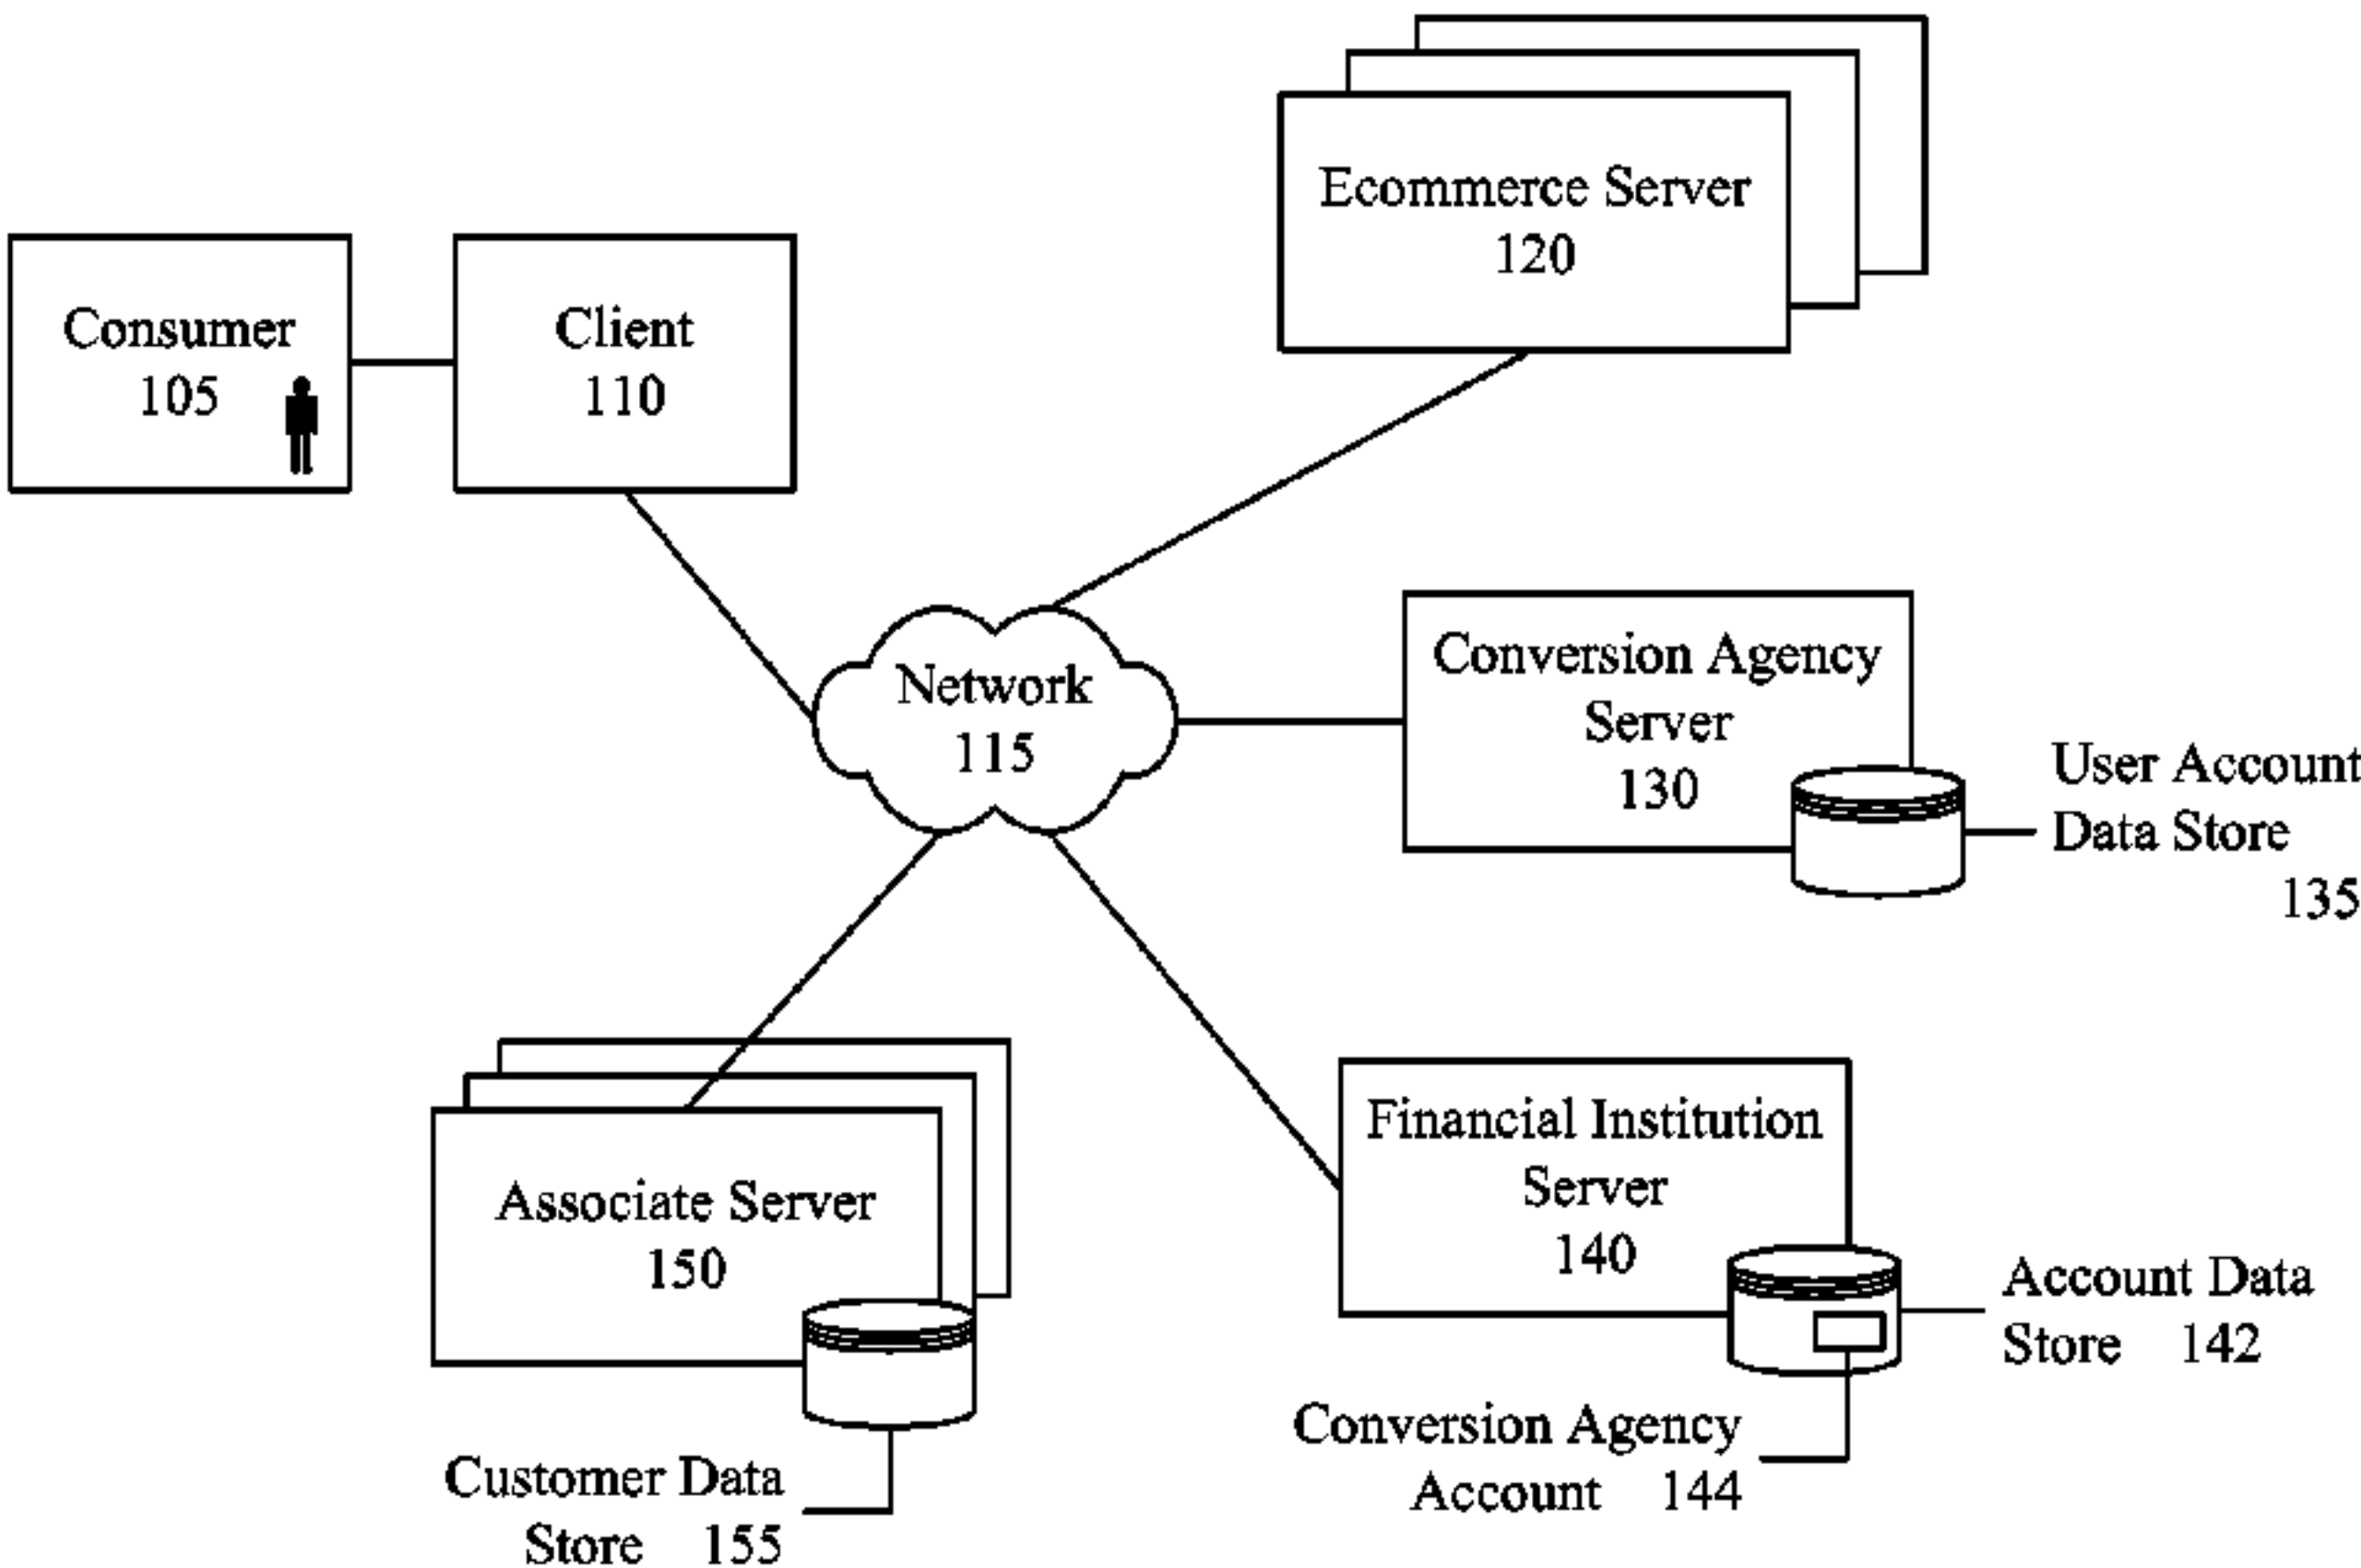 Ecommerce Server
120
Consumer
105
Client
110
Network
115
Conversion Agency
Server
130
User Account
Data Store
135
Associate Server
150
Customer Data
Store 155
Financial Institution
Server
140
Account Data
Store 142
Conversion Agency
Account 144